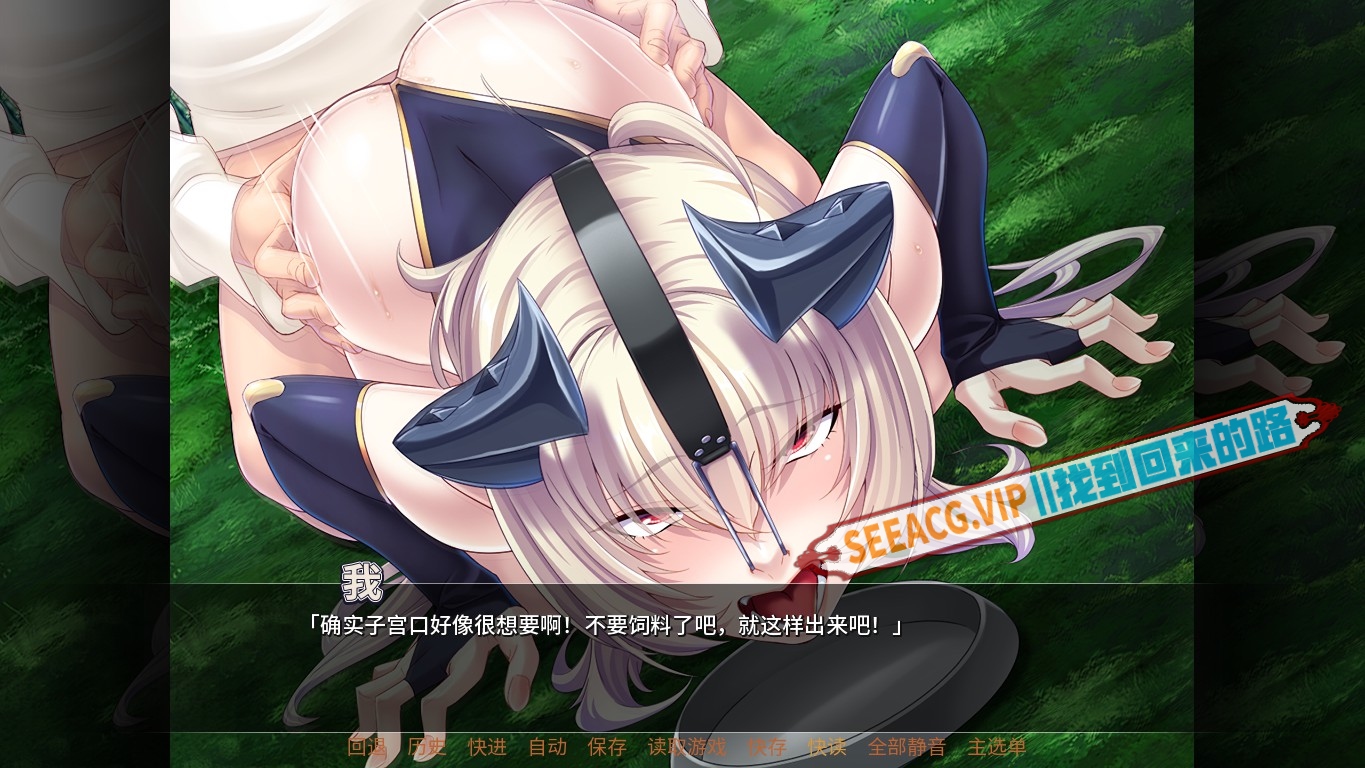 SEEACG.VIP||找到回来的路
我
「确实子宫口好像很想要啊！不要饲料了吧，就这样出来吧！」
回退 历史 快进 自动 保存 读取游戏 快存 快读 全部静音 主选单